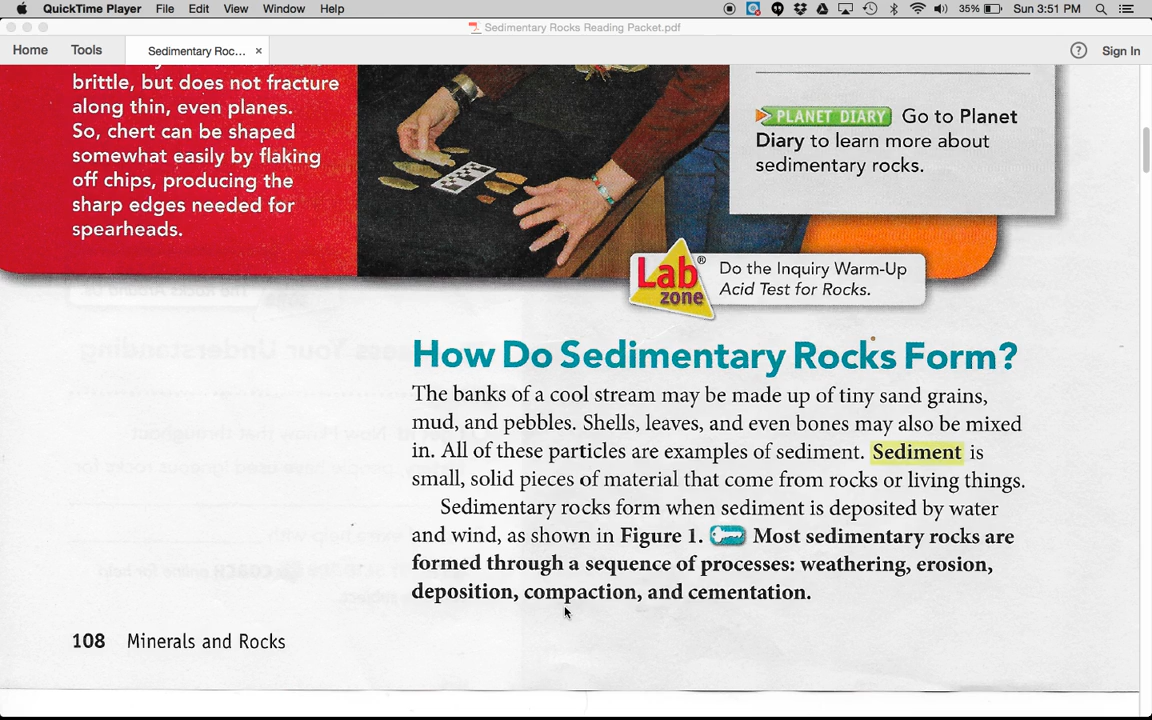 QuickTime Player File Edit View Window Help 35% Sun 3:51 PM
Sedimentary Rocks Reading Packet.pdf
Home Tools Sedimentary Roc... × ? Sign In
brittle, but does not fracture
along thin, even planes.
So, chert can be shaped
somewhat easily by flaking
off chips, producing the
sharp edges needed for
spearheads.
PLANET DIARY Go to Planet
Diary to learn more about
sedimentary rocks.
Lab®
zone
Do the Inquiry Warm-Up
Acid Test for Rocks.
How Do Sedimentary Rocks Form?
The banks of a cool stream may be made up of tiny sand grains,
mud, and pebbles. Shells, leaves, and even bones may also be mixed
in. All of these particles are examples of sediment. Sediment is
small, solid pieces of material that come from rocks or living things.
Sedimentary rocks form when sediment is deposited by water
and wind, as shown in Figure 1. Most sedimentary rocks are
formed through a sequence of processes: weathering, erosion,
deposition, compaction, and cementation.
108 Minerals and Rocks